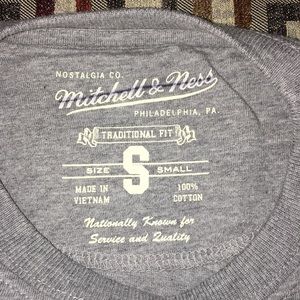 NOSTALGIA CO.
Mitchell & Ness
PHILADELPHIA, PA
TRADITIONAL FIT
SIZE S SMALL
MADE IN VIETNAM
100% COTTON
Nationally Known for
Service and Quality